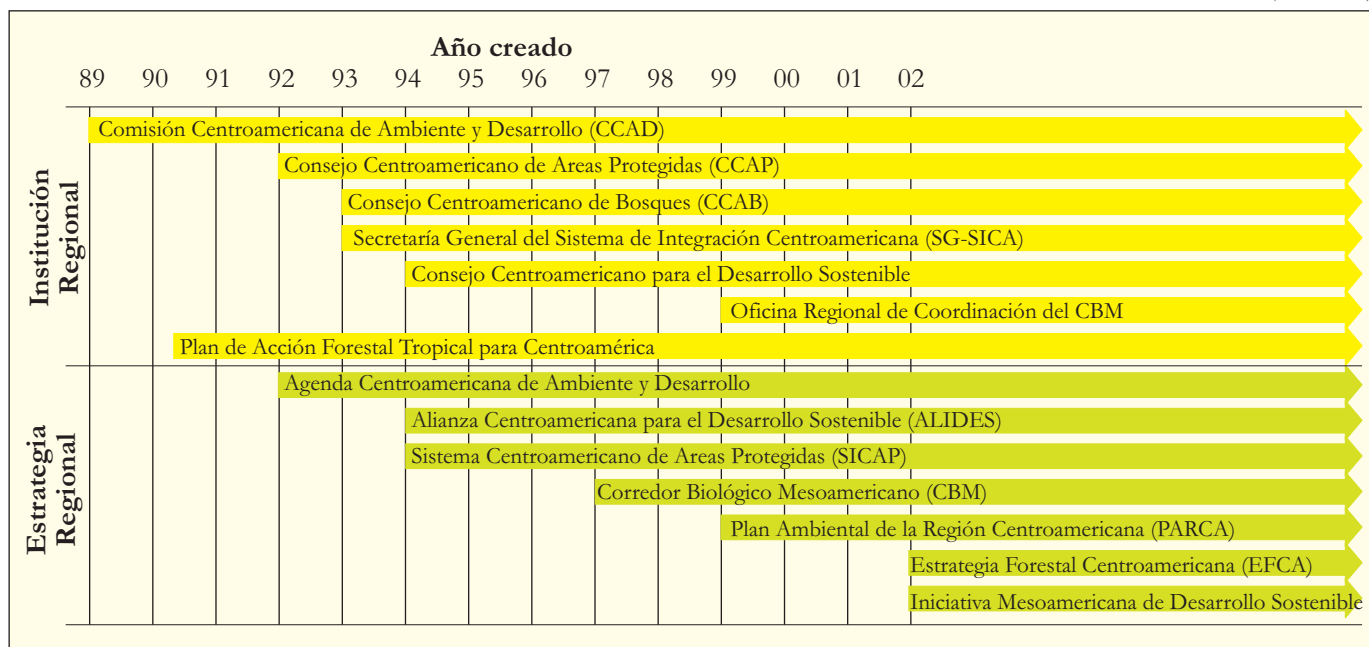 Año creado
89 90 91 92 93 94 95 96 97 98 99 00 01 02
Institución
Regional
Comisión Centroamericana de Ambiente y Desarrollo (CCAD)
Consejo Centroamericano de Areas Protegidas (CCAP)
Consejo Centroamericano de Bosques (CCAB)
Secretaría General del Sistema de Integración Centroamericana (SG-SICA)
Consejo Centroamericano para el Desarrollo Sostenible
Oficina Regional de Coordinación del CBM
Plan de Acción Forestal Tropical para Centroamérica
Estrategia
Regional
Agenda Centroamericana de Ambiente y Desarrollo
Alianza Centroamericana para el Desarrollo Sostenible (ALIDES)
Sistema Centroamericano de Areas Protegidas (SICAP)
Corredor Biológico Mesoamericano (CBM)
Plan Ambiental de la Región Centroamericana (PARCA)
Estrategia Forestal Centroamericana (EFCA)
Iniciativa Mesoamericana de Desarrollo Sostenible